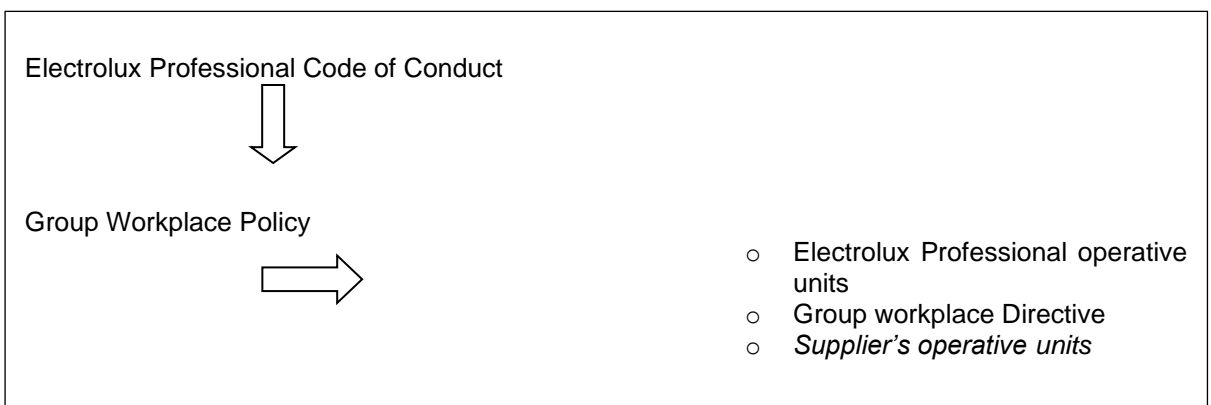 Electrolux Professional Code of Conduct
Group Workplace Policy
o Electrolux Professional operative
units
o Group workplace Directive
o Supplier’s operative units